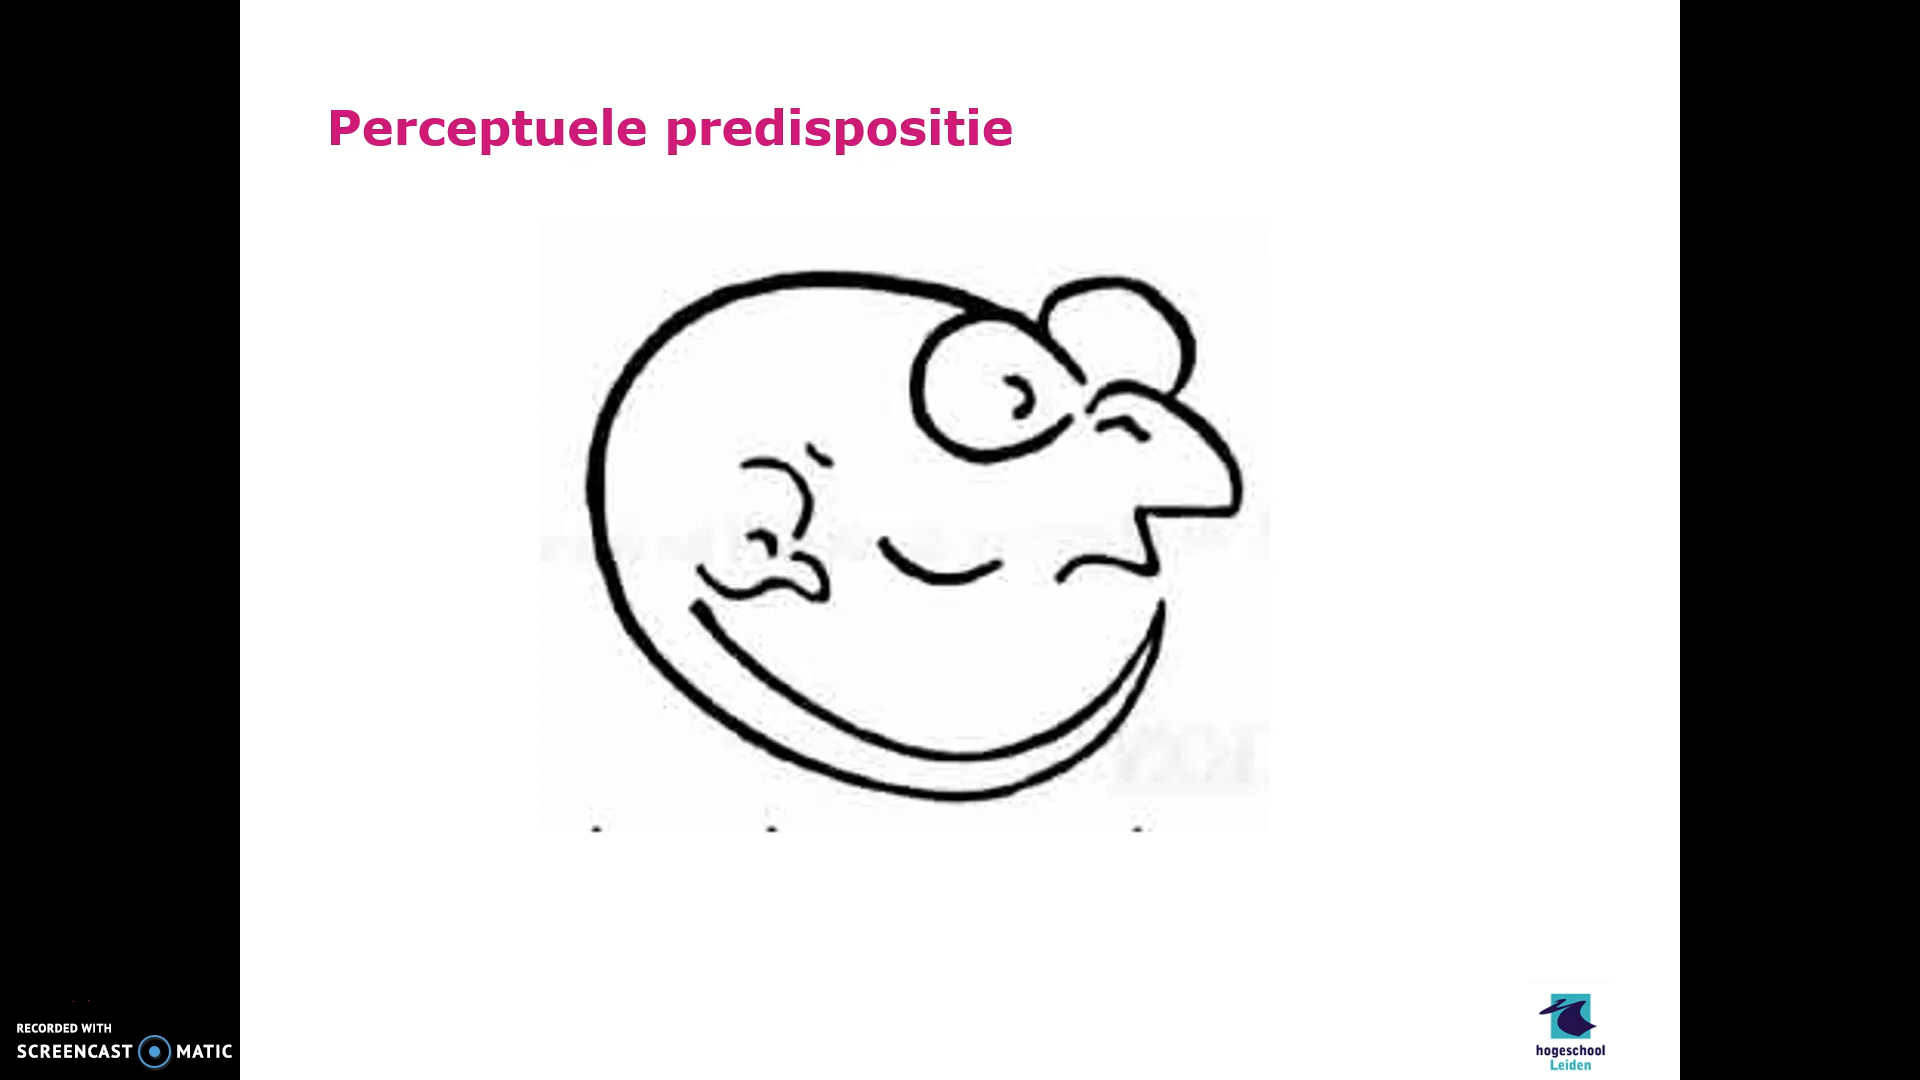 Perceptuele predispositie
RECORDED WITH
SCREENCAST MATIC
hogeschool
Leiden